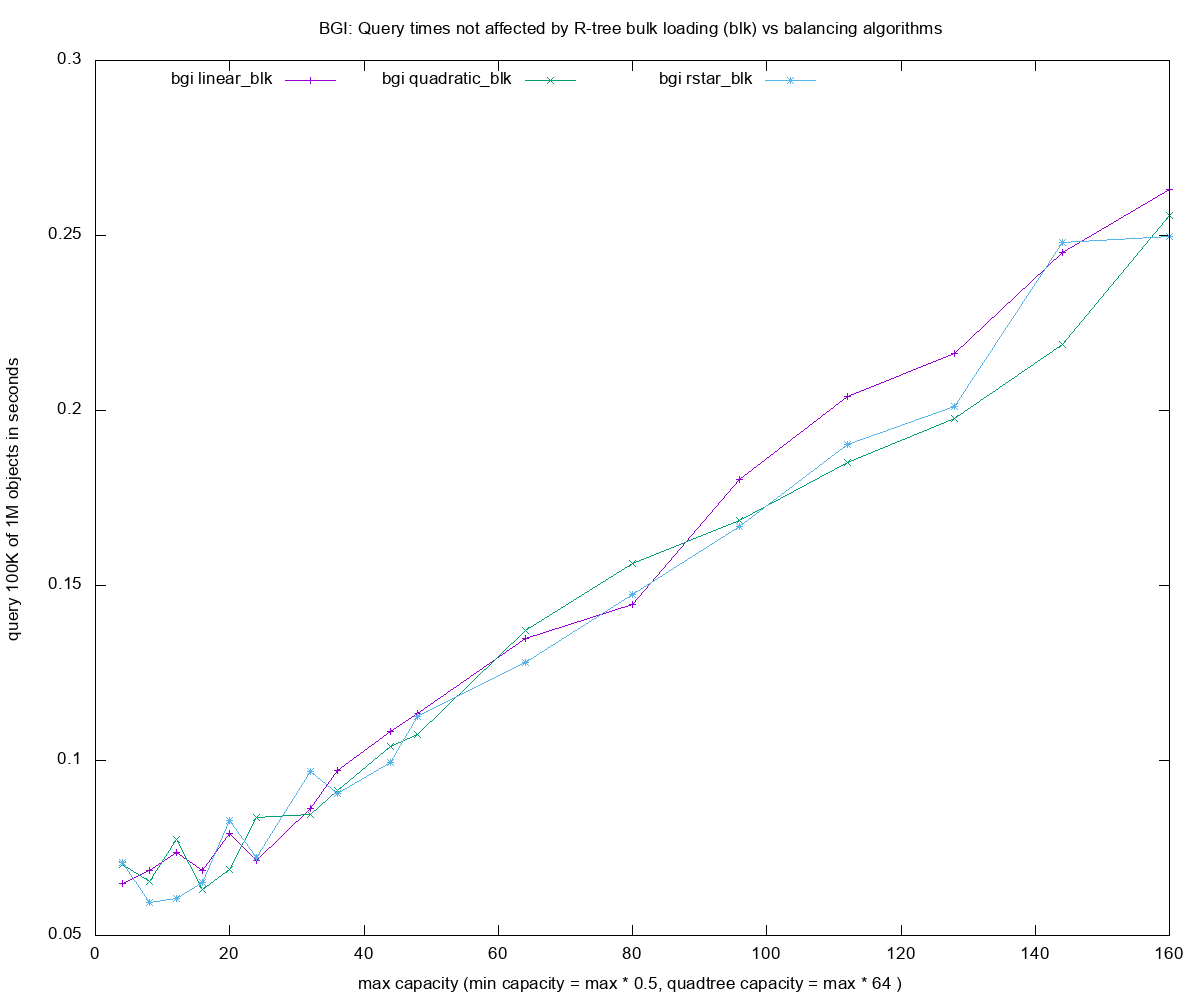 BGI: Query times not affected by R-tree bulk loading (blk) vs balancing algorithms
bgi linear_blk bgi quadratic_blk bgi rstar_blk
0.3
0.25
0.2
0.15
0.1
0.05
query 100K of 1M objects in seconds
0 20 40 60 80 100 120 140 160
max capacity (min capacity = max * 0.5, quadtree capacity = max * 64 )